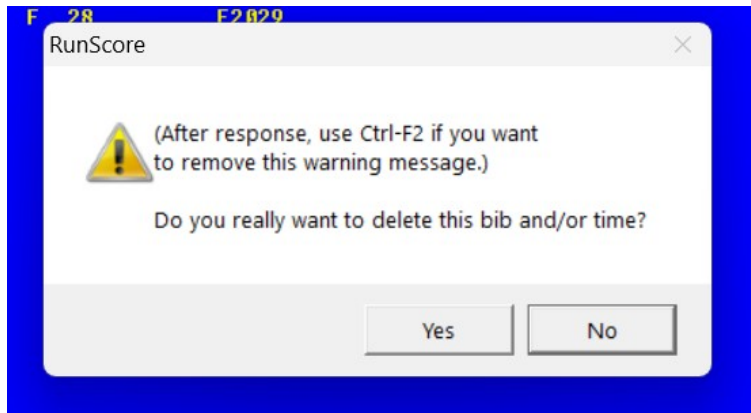 F 28 F2029
RunScore
(After response, use Ctrl-F2 if you want
to remove this warning message.)
Do you really want to delete this bib and/or time?
Yes No